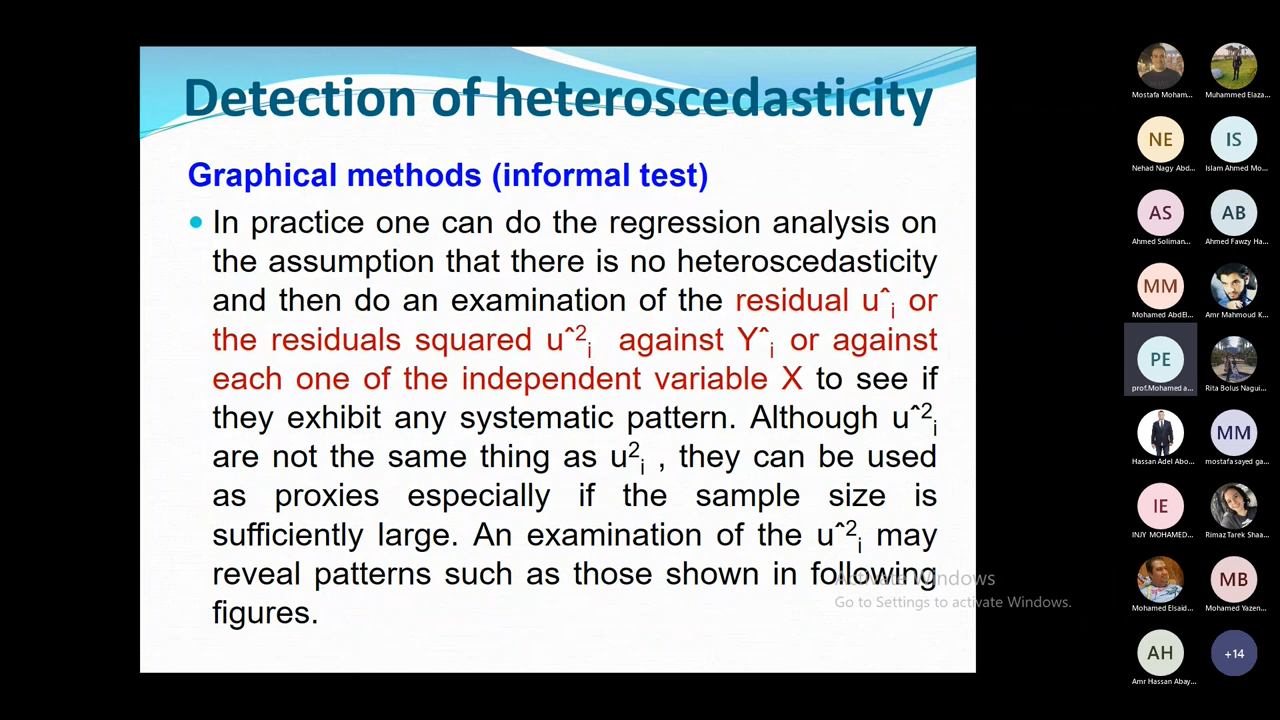 Detection of heteroscedasticity
Graphical methods (informal test)
• In practice one can do the regression analysis on
the assumption that there is no heteroscedasticity
and then do an examination of the residual uˆi or
the residuals squared uˆ²i against Yˆi or against
each one of the independent variable X to see if
they exhibit any systematic pattern. Although uˆ²i
are not the same thing as u²i , they can be used
as proxies especially if the sample size is
sufficiently large. An examination of the uˆ²i may
reveal patterns such as those shown in following
figures.
Activate Windows
Go to Settings to activate Windows.
Mostafa Moham...
Muhammed Elaza...
NE
IS
Nehad Nagy Abd...
Islam Ahmed Mo...
AS
AB
Ahmed Soliman...
Ahmed Fawzy Ha...
MM
Mohamed AbdEl...
Amr Mahmoud K...
PE
prof.Mohamed a...
Rita Bolus Nagui...
MM
Hassan Adel Abo...
mostafa sayed ga...
IE
INJY MOHAMED...
Rimaz Tarek Shaa...
MB
Mohamed Elsaid...
Mohamed Yazen...
AH
+14
Amr Hassan Abay...